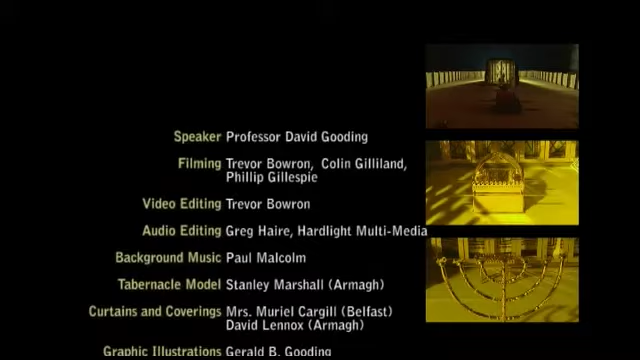 Speaker Professor David Gooding
Filming Trevor Bowron, Colin Gilliland,
Phillip Gillespie
Video Editing Trevor Bowron
Audio Editing Greg Haire, Hardlight Multi-Media
Background Music Paul Malcolm
Tabernacle Model Stanley Marshall (Armagh)
Curtains and Coverings Mrs. Muriel Cargill (Belfast)
David Lennox (Armagh)
Graphic Illustrations Gerald B. Gooding